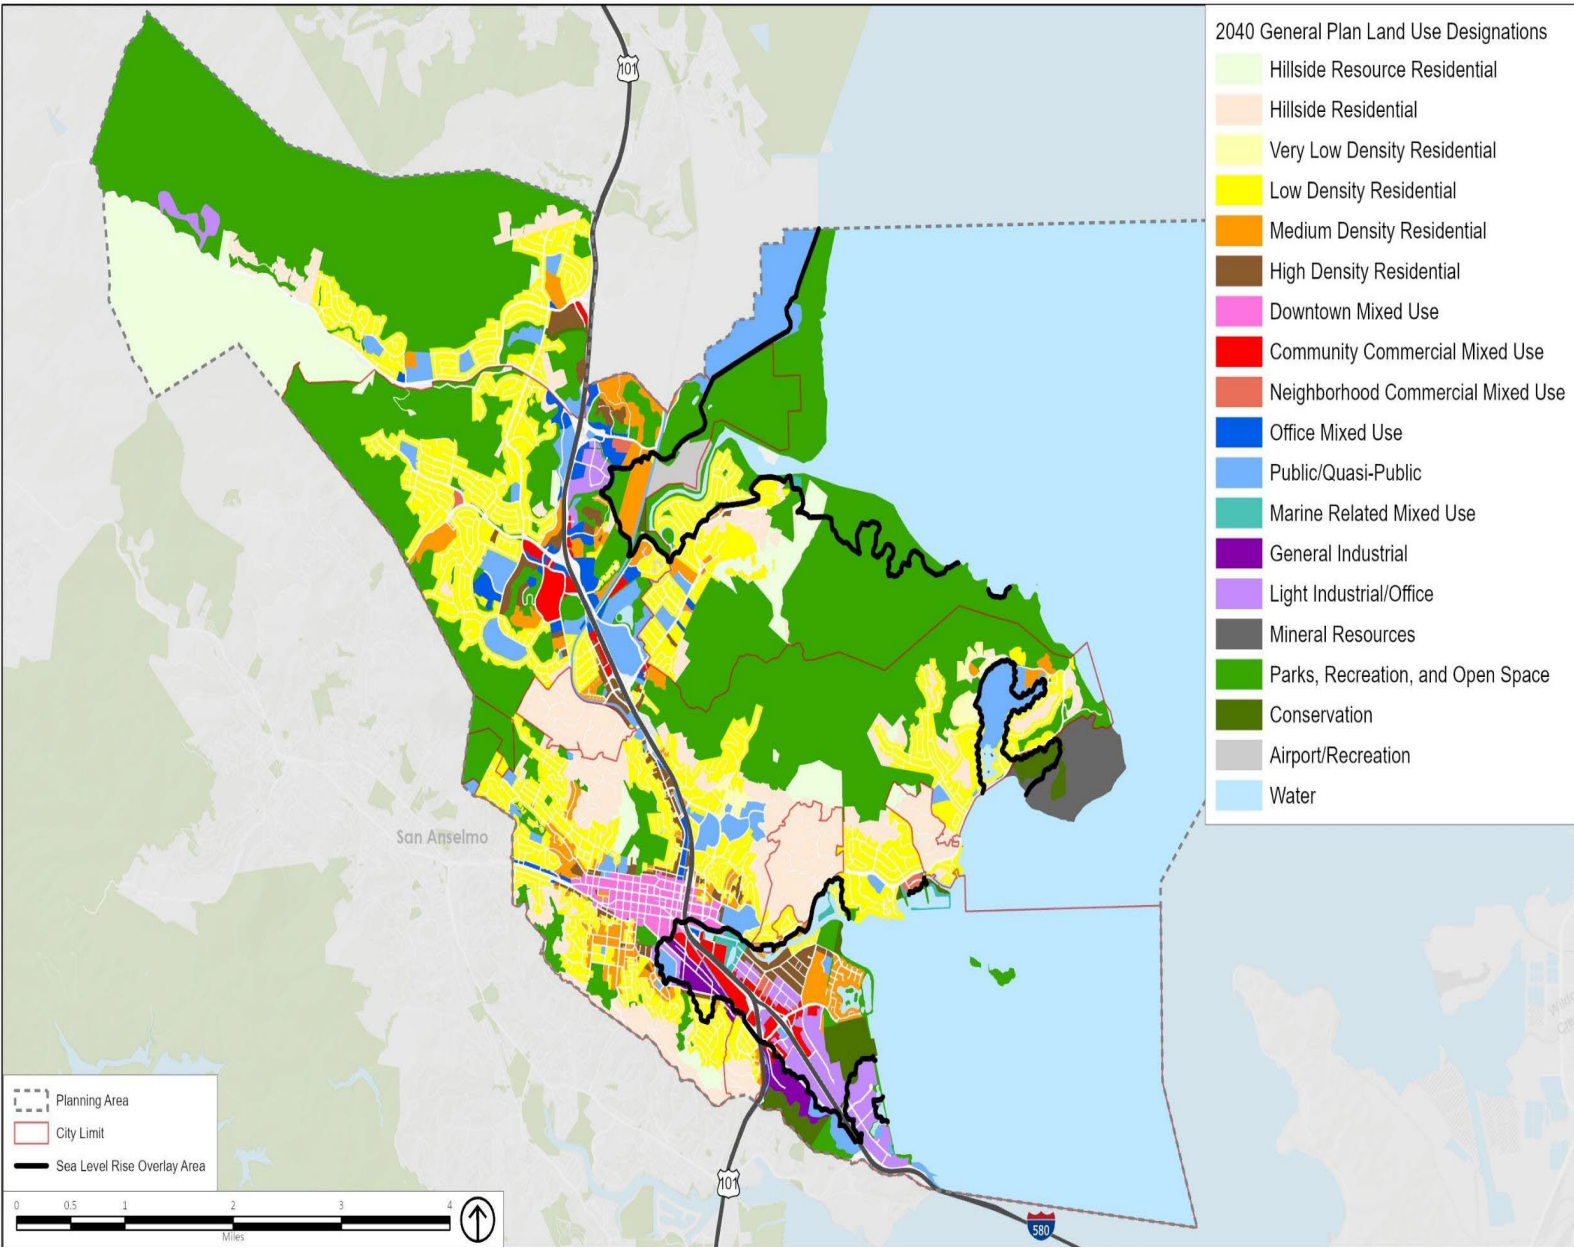 2040 General Plan Land Use Designations
Hillside Resource Residential
Hillside Residential
Very Low Density Residential
Low Density Residential
Medium Density Residential
High Density Residential
Downtown Mixed Use
Community Commercial Mixed Use
Neighborhood Commercial Mixed Use
Office Mixed Use
Public/Quasi-Public
Marine Related Mixed Use
General Industrial
Light Industrial/Office
Mineral Resources
Parks, Recreation, and Open Space
Conservation
Airport/Recreation
Water
101
San Anselmo
Planning Area
City Limit
Sea Level Rise Overlay Area
0 0.5 1 2 3 4
Miles
101
580